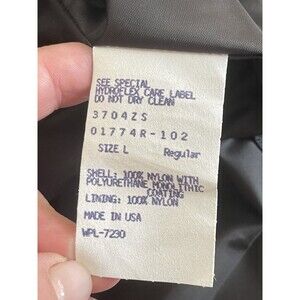 SEE SPECIAL
HYDROFLEX CARE LABEL
DO NOT DRY CLEAN
3704ZS
01774R-102
SIZE L Regular
SHELL: 100% NYLON WITH
POLYURETHANE MONOLITHIC
COATING
LINING: 100% NYLON
MADE IN USA
WPL-7230